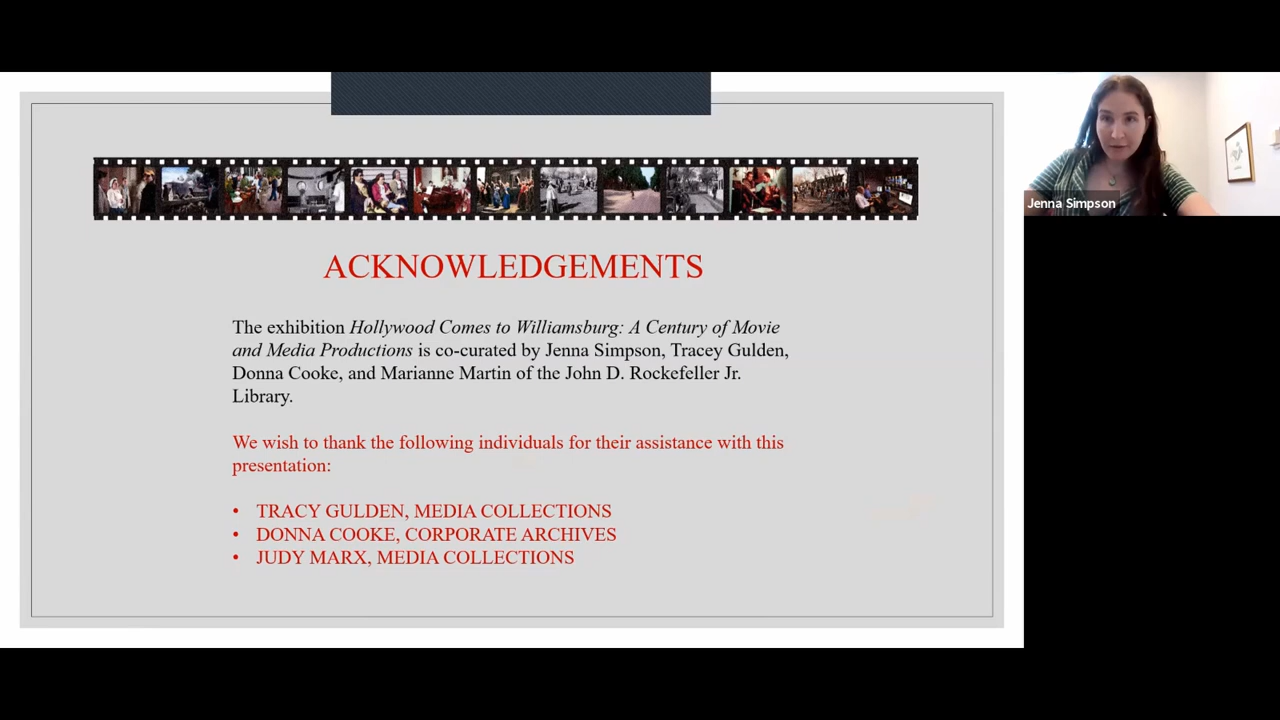 ACKNOWLEDGEMENTS
The exhibition Hollywood Comes to Williamsburg: A Century of Movie
and Media Productions is co-curated by Jenna Simpson, Tracey Gulden,
Donna Cooke, and Marianne Martin of the John D. Rockefeller Jr.
Library.
We wish to thank the following individuals for their assistance with this
presentation:
• TRACY GULDEN, MEDIA COLLECTIONS
• DONNA COOKE, CORPORATE ARCHIVES
• JUDY MARX, MEDIA COLLECTIONS
Jenna Simpson